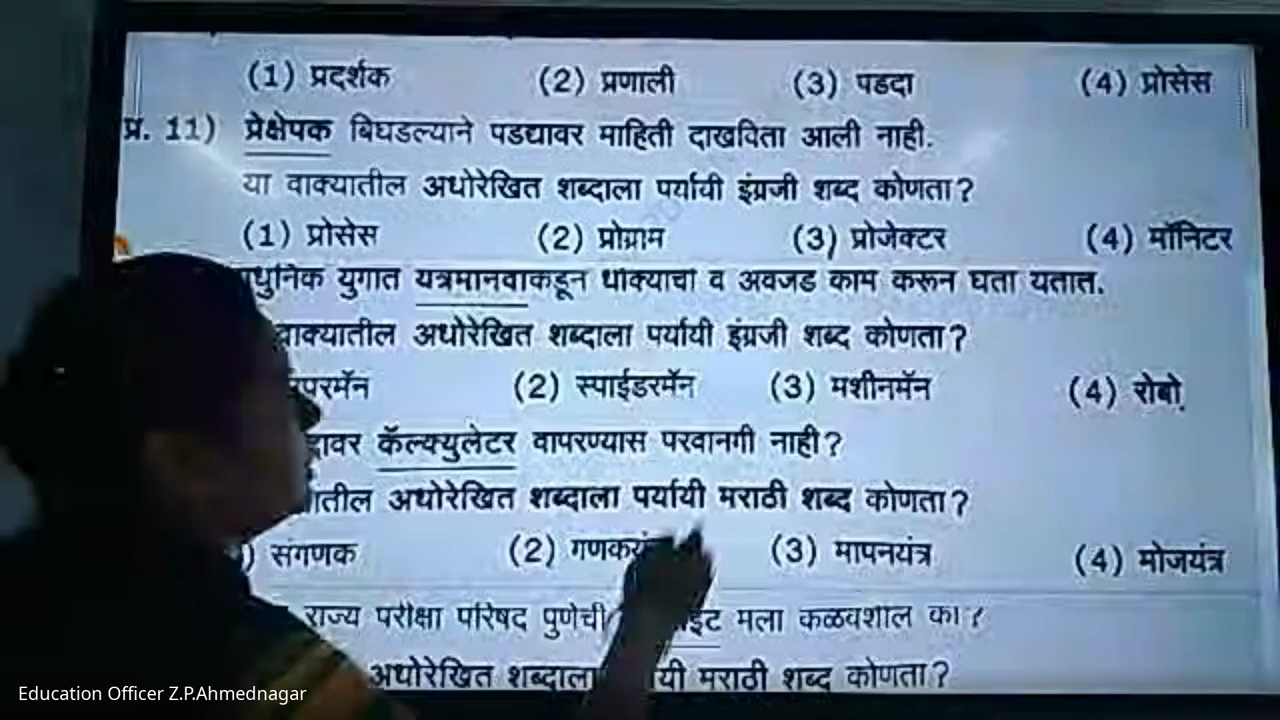 (1) प्रदर्शक (2) प्रणाली (3) पडदा (4) प्रोसेस
प्र. 11) प्रेक्षेपक बिघडल्याने पडद्यावर माहिती दाखविता आली नाही.
या वाक्यातील अधोरेखित शब्दाला पर्यायी इंग्रजी शब्द कोणता?
(1) प्रोसेस (2) प्रोग्राम (3) प्रोजेक्टर (4) मॉनिटर
युगात यत्रमानवाकडून धोक्याचा व अवजड काम करून घता यतात.
अधोरेखित शब्दाला पर्यायी इंग्रजी शब्द कोणता?
(2) स्पाईडरमॅन (3) मशीनमॅन (4) रोबो
कॅल्क्युलेटर वापरण्यास परवानगी नाही?
अधोरेखित शब्दाला पर्यायी मराठी शब्द कोणता?
संगणक (2) (3) मापनयंत्र (4) मोजयंत्र
राज्य परीक्षा परिषद पुणेची मला कळवशील का?
अधोरेखित शब्दाला मराठी शब्द कोणता?
Education Officer Z.P.Ahmednagar